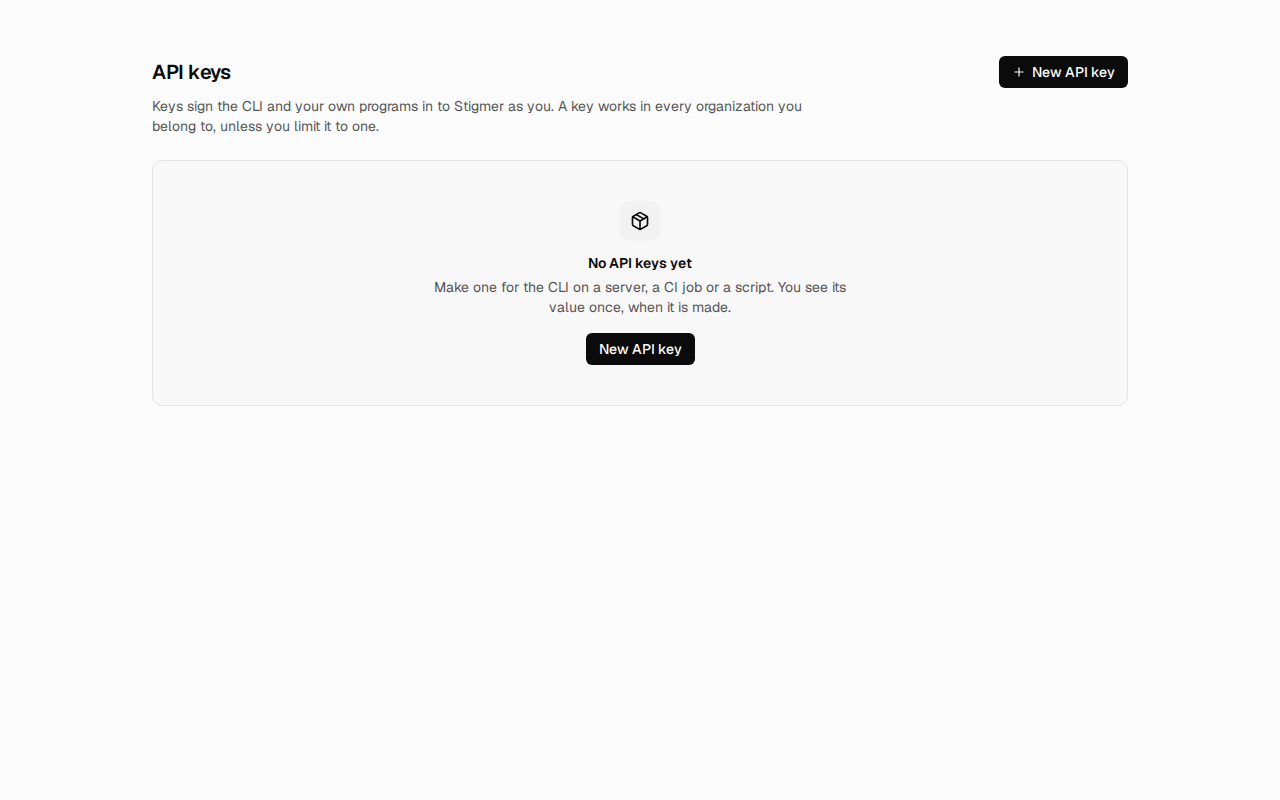 API keys
New API key
Keys sign the CLI and your own programs in to Stigmer as you. A key works in every organization you
belong to, unless you limit it to one.
No API keys yet
Make one for the CLI on a server, a CI job or a script. You see its
value once, when it is made.
New API key